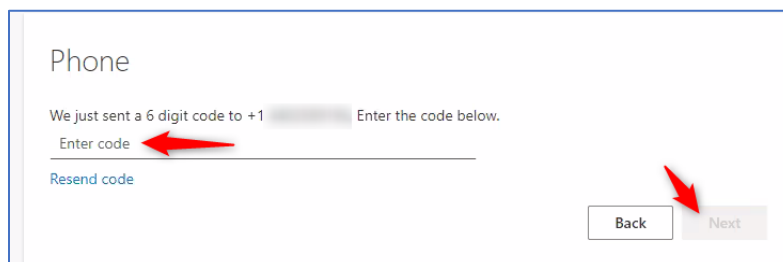 Phone
We just sent a 6 digit code to +1 Enter the code below.
Enter code
Resend code
Back Next